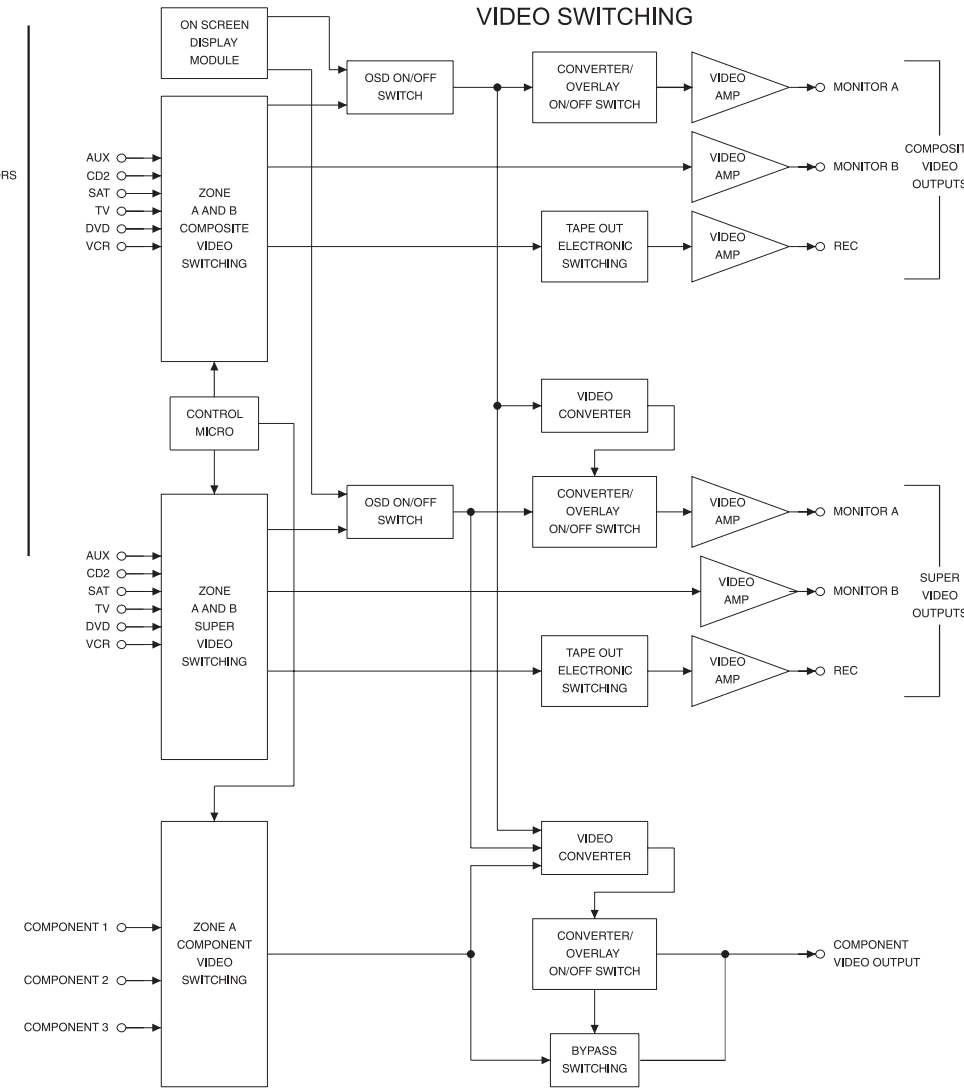 VIDEO SWITCHING
ON SCREEN
DISPLAY
MODULE
OSD ON/OFF
SWITCH
CONVERTER/
OVERLAY
ON/OFF SWITCH
VIDEO
AMP
MONITOR A
AUX
CD2
SAT
TV
DVD
VCR
ZONE
A AND B
COMPOSITE
VIDEO
SWITCHING
VIDEO
AMP
MONITOR B
COMPOSIT
VIDEO
OUTPUTS
RS
TAPE OUT
ELECTRONIC
SWITCHING
VIDEO
AMP
REC
CONTROL
MICRO
VIDEO
CONVERTER
OSD ON/OFF
SWITCH
CONVERTER/
OVERLAY
ON/OFF SWITCH
VIDEO
AMP
MONITOR A
AUX
CD2
SAT
TV
DVD
VCR
ZONE
A AND B
SUPER
VIDEO
SWITCHING
VIDEO
AMP
MONITOR B
SUPER
VIDEO
OUTPUTS
TAPE OUT
ELECTRONIC
SWITCHING
VIDEO
AMP
REC
VIDEO
CONVERTER
COMPONENT 1
COMPONENT 2
COMPONENT 3
ZONE A
COMPONENT
VIDEO
SWITCHING
CONVERTER/
OVERLAY
ON/OFF SWITCH
COMPONENT
VIDEO OUTPUT
BYPASS
SWITCHING